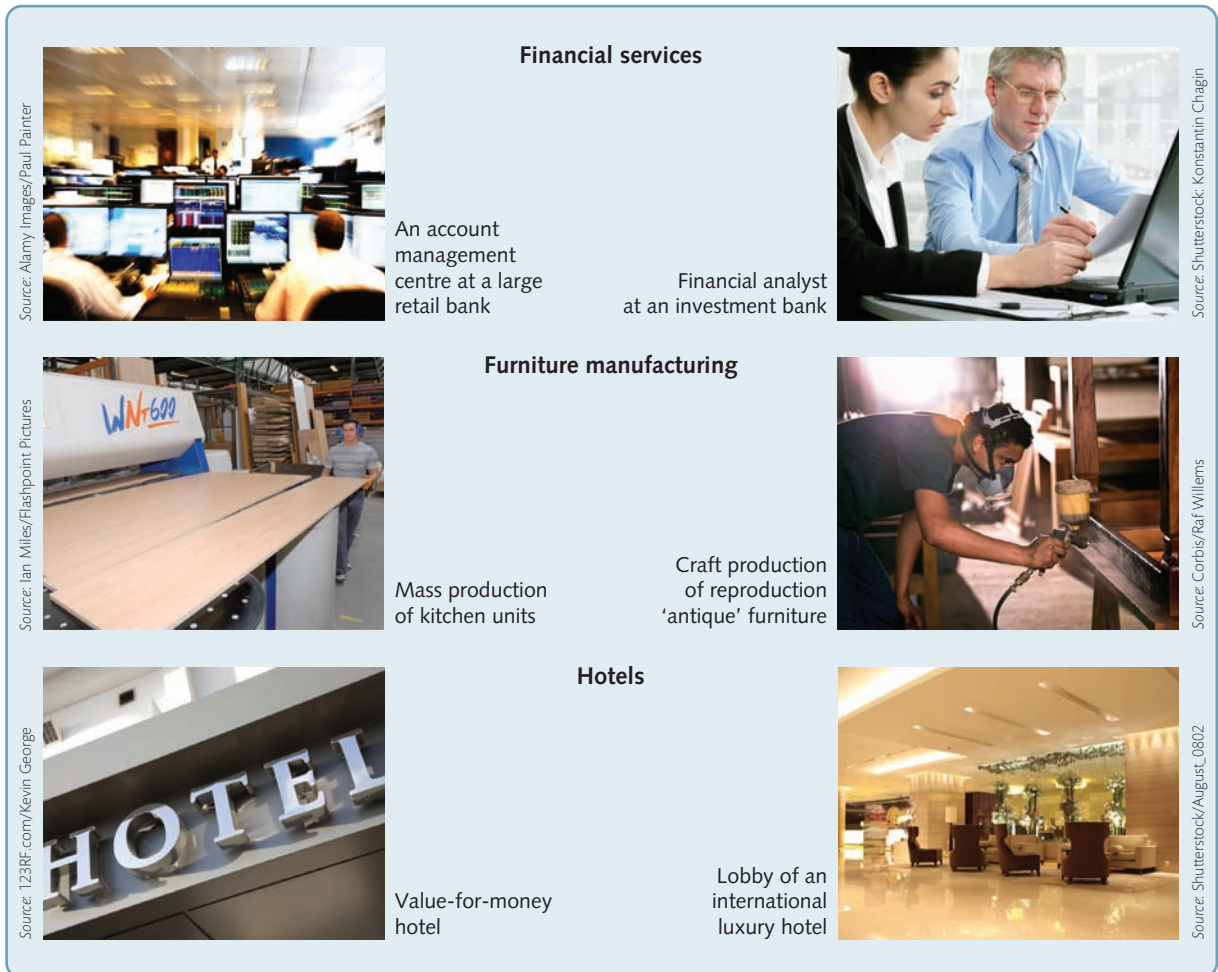 Financial services
Source: Alamy Images/Paul Painter
An account
management
centre at a large
retail bank
Financial analyst
at an investment bank
Source: Shutterstock: Konstantin Chagin
Furniture manufacturing
Source: Ian Miles/Flashpoint Pictures
WNT600
Mass production
of kitchen units
Craft production
of reproduction
‘antique’ furniture
Source: Corbis/Raf Willems
Hotels
Source: 123RF.com/Kevin George
HOTEL
Value-for-money
hotel
Lobby of an
international
luxury hotel
Source: Shutterstock/August_0802